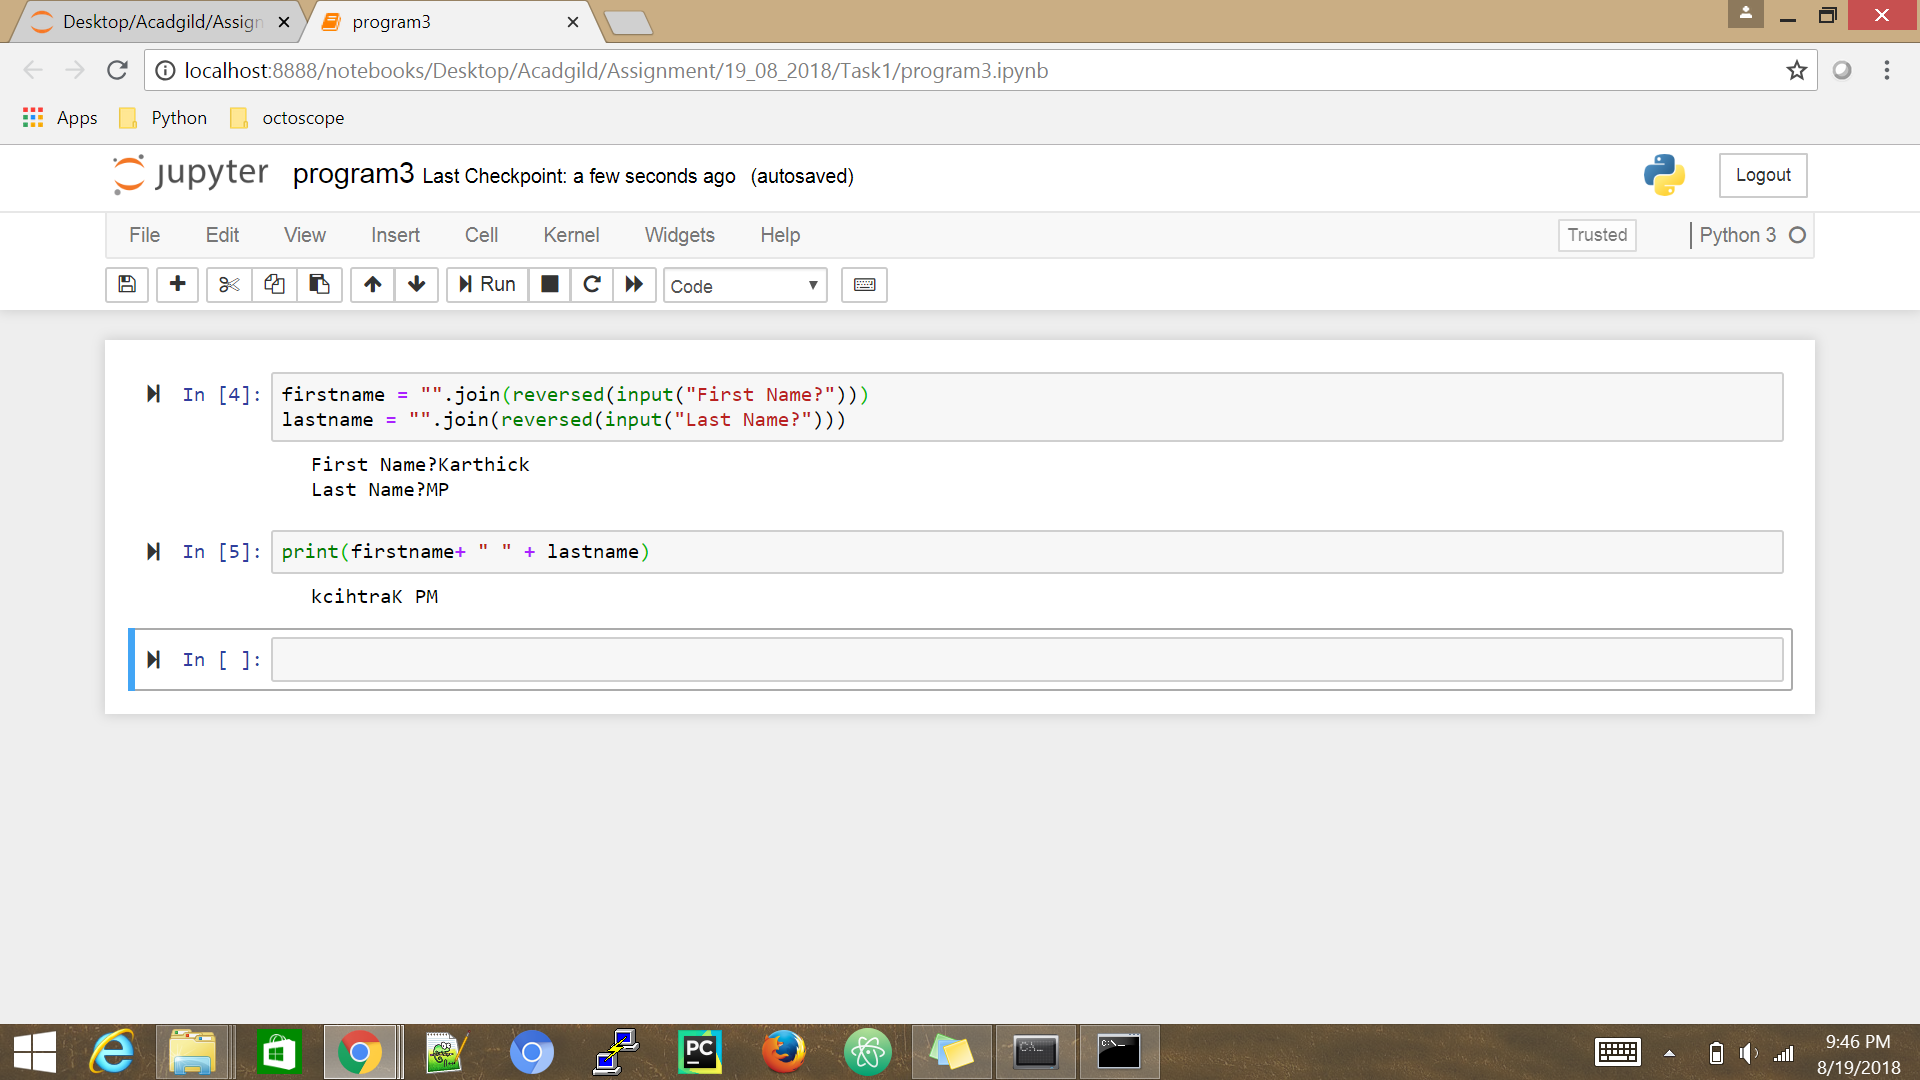 Desktop/Acadgild/Assign
program3
localhost:8888/notebooks/Desktop/Acadgild/Assignment/19_08_2018/Task1/program3.ipynb
Apps Python octoscope
jupyter program3 Last Checkpoint: a few seconds ago (autosaved) Logout
File Edit View Insert Cell Kernel Widgets Help Trusted Python 3
Run Code
In [4]: firstname = "".join(reversed(input("First Name?")))
lastname = "".join(reversed(input("Last Name?")))
First Name?Karthick
Last Name?MP
In [5]: print(firstname+ " " + lastname)
kcihtraK PM
In [ ]:
PC
C:\_
C:\_
9:46 PM
8/19/2018